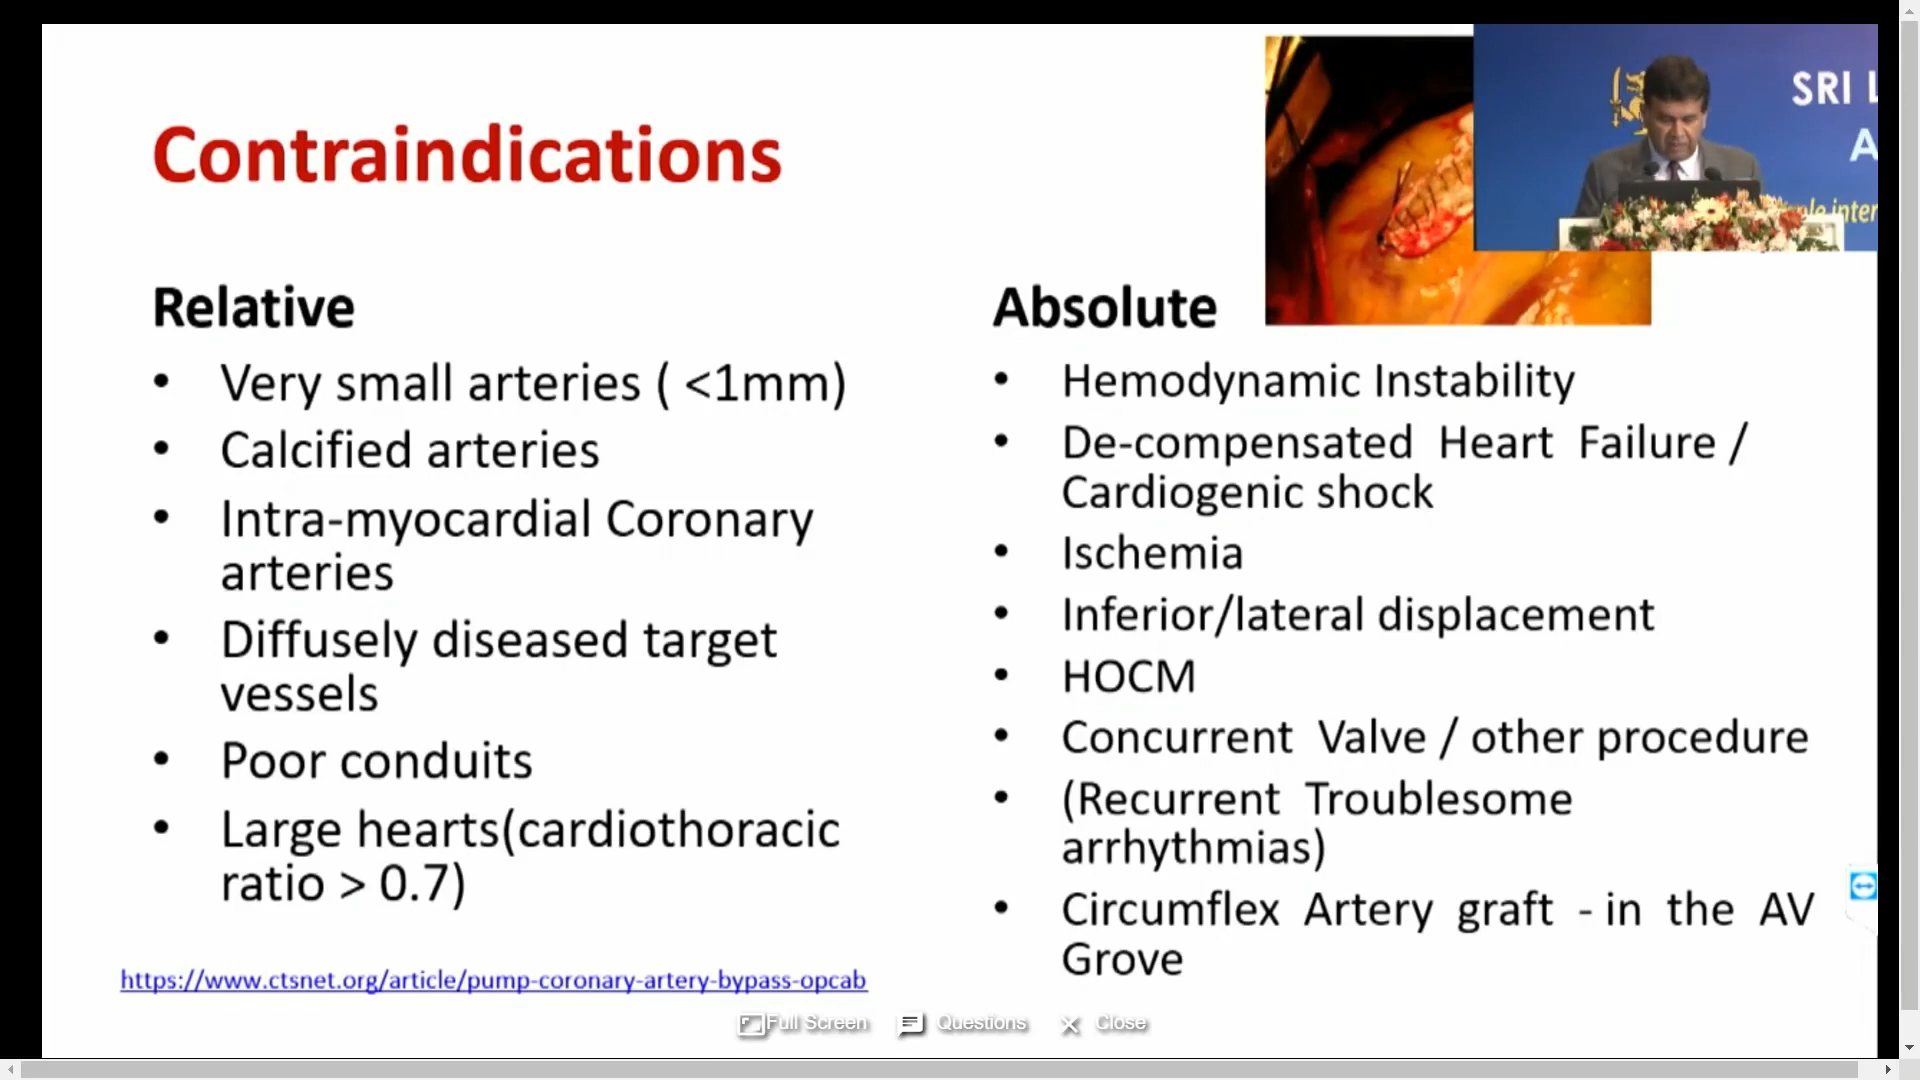 SRI L
A
Contraindications
Relative
• Very small arteries ( <1mm)
• Calcified arteries
• Intra-myocardial Coronary
arteries
• Diffusely diseased target
vessels
• Poor conduits
• Large hearts(cardiothoracic
ratio > 0.7)
https://www.ctsnet.org/article/pump-coronary-artery-bypass-opcab
Absolute
• Hemodynamic Instability
• De-compensated Heart Failure /
Cardiogenic shock
• Ischemia
• Inferior/lateral displacement
• HOCM
• Concurrent Valve / other procedure
• (Recurrent Troublesome
arrhythmias)
• Circumflex Artery graft - in the AV
Grove
Full Screen Questions Close